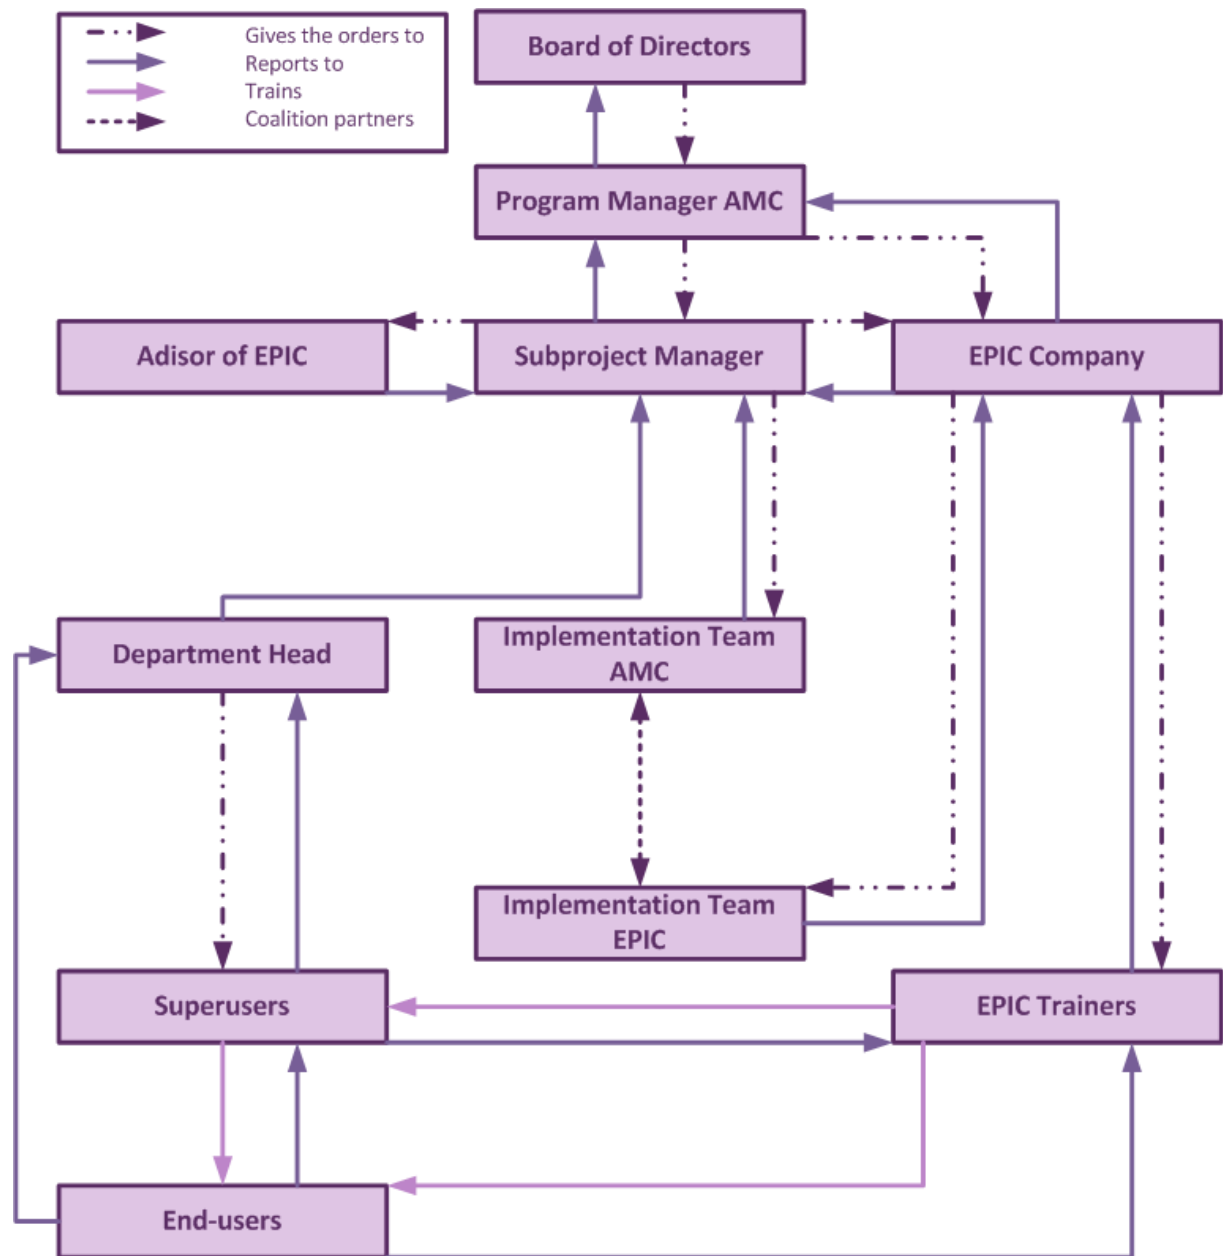 Gives the orders to
Reports to
Trains
Coalition partners
Board of Directors
Program Manager AMC
Adisor of EPIC
Subproject Manager
EPIC Company
Department Head
Implementation Team
AMC
Implementation Team
EPIC
Superusers
EPIC Trainers
End-users